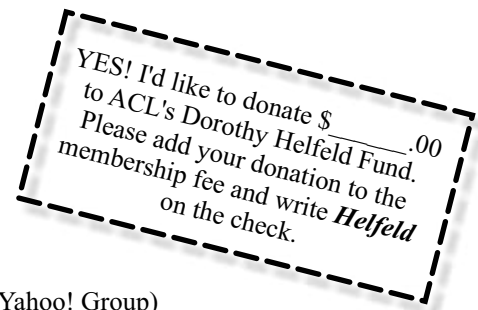 YES! I'd like to donate $______.00
to ACL's Dorothy Helfeld Fund.
Please add your donation to the
membership fee and write Helfeld
on the check.
Yahoo! Group)